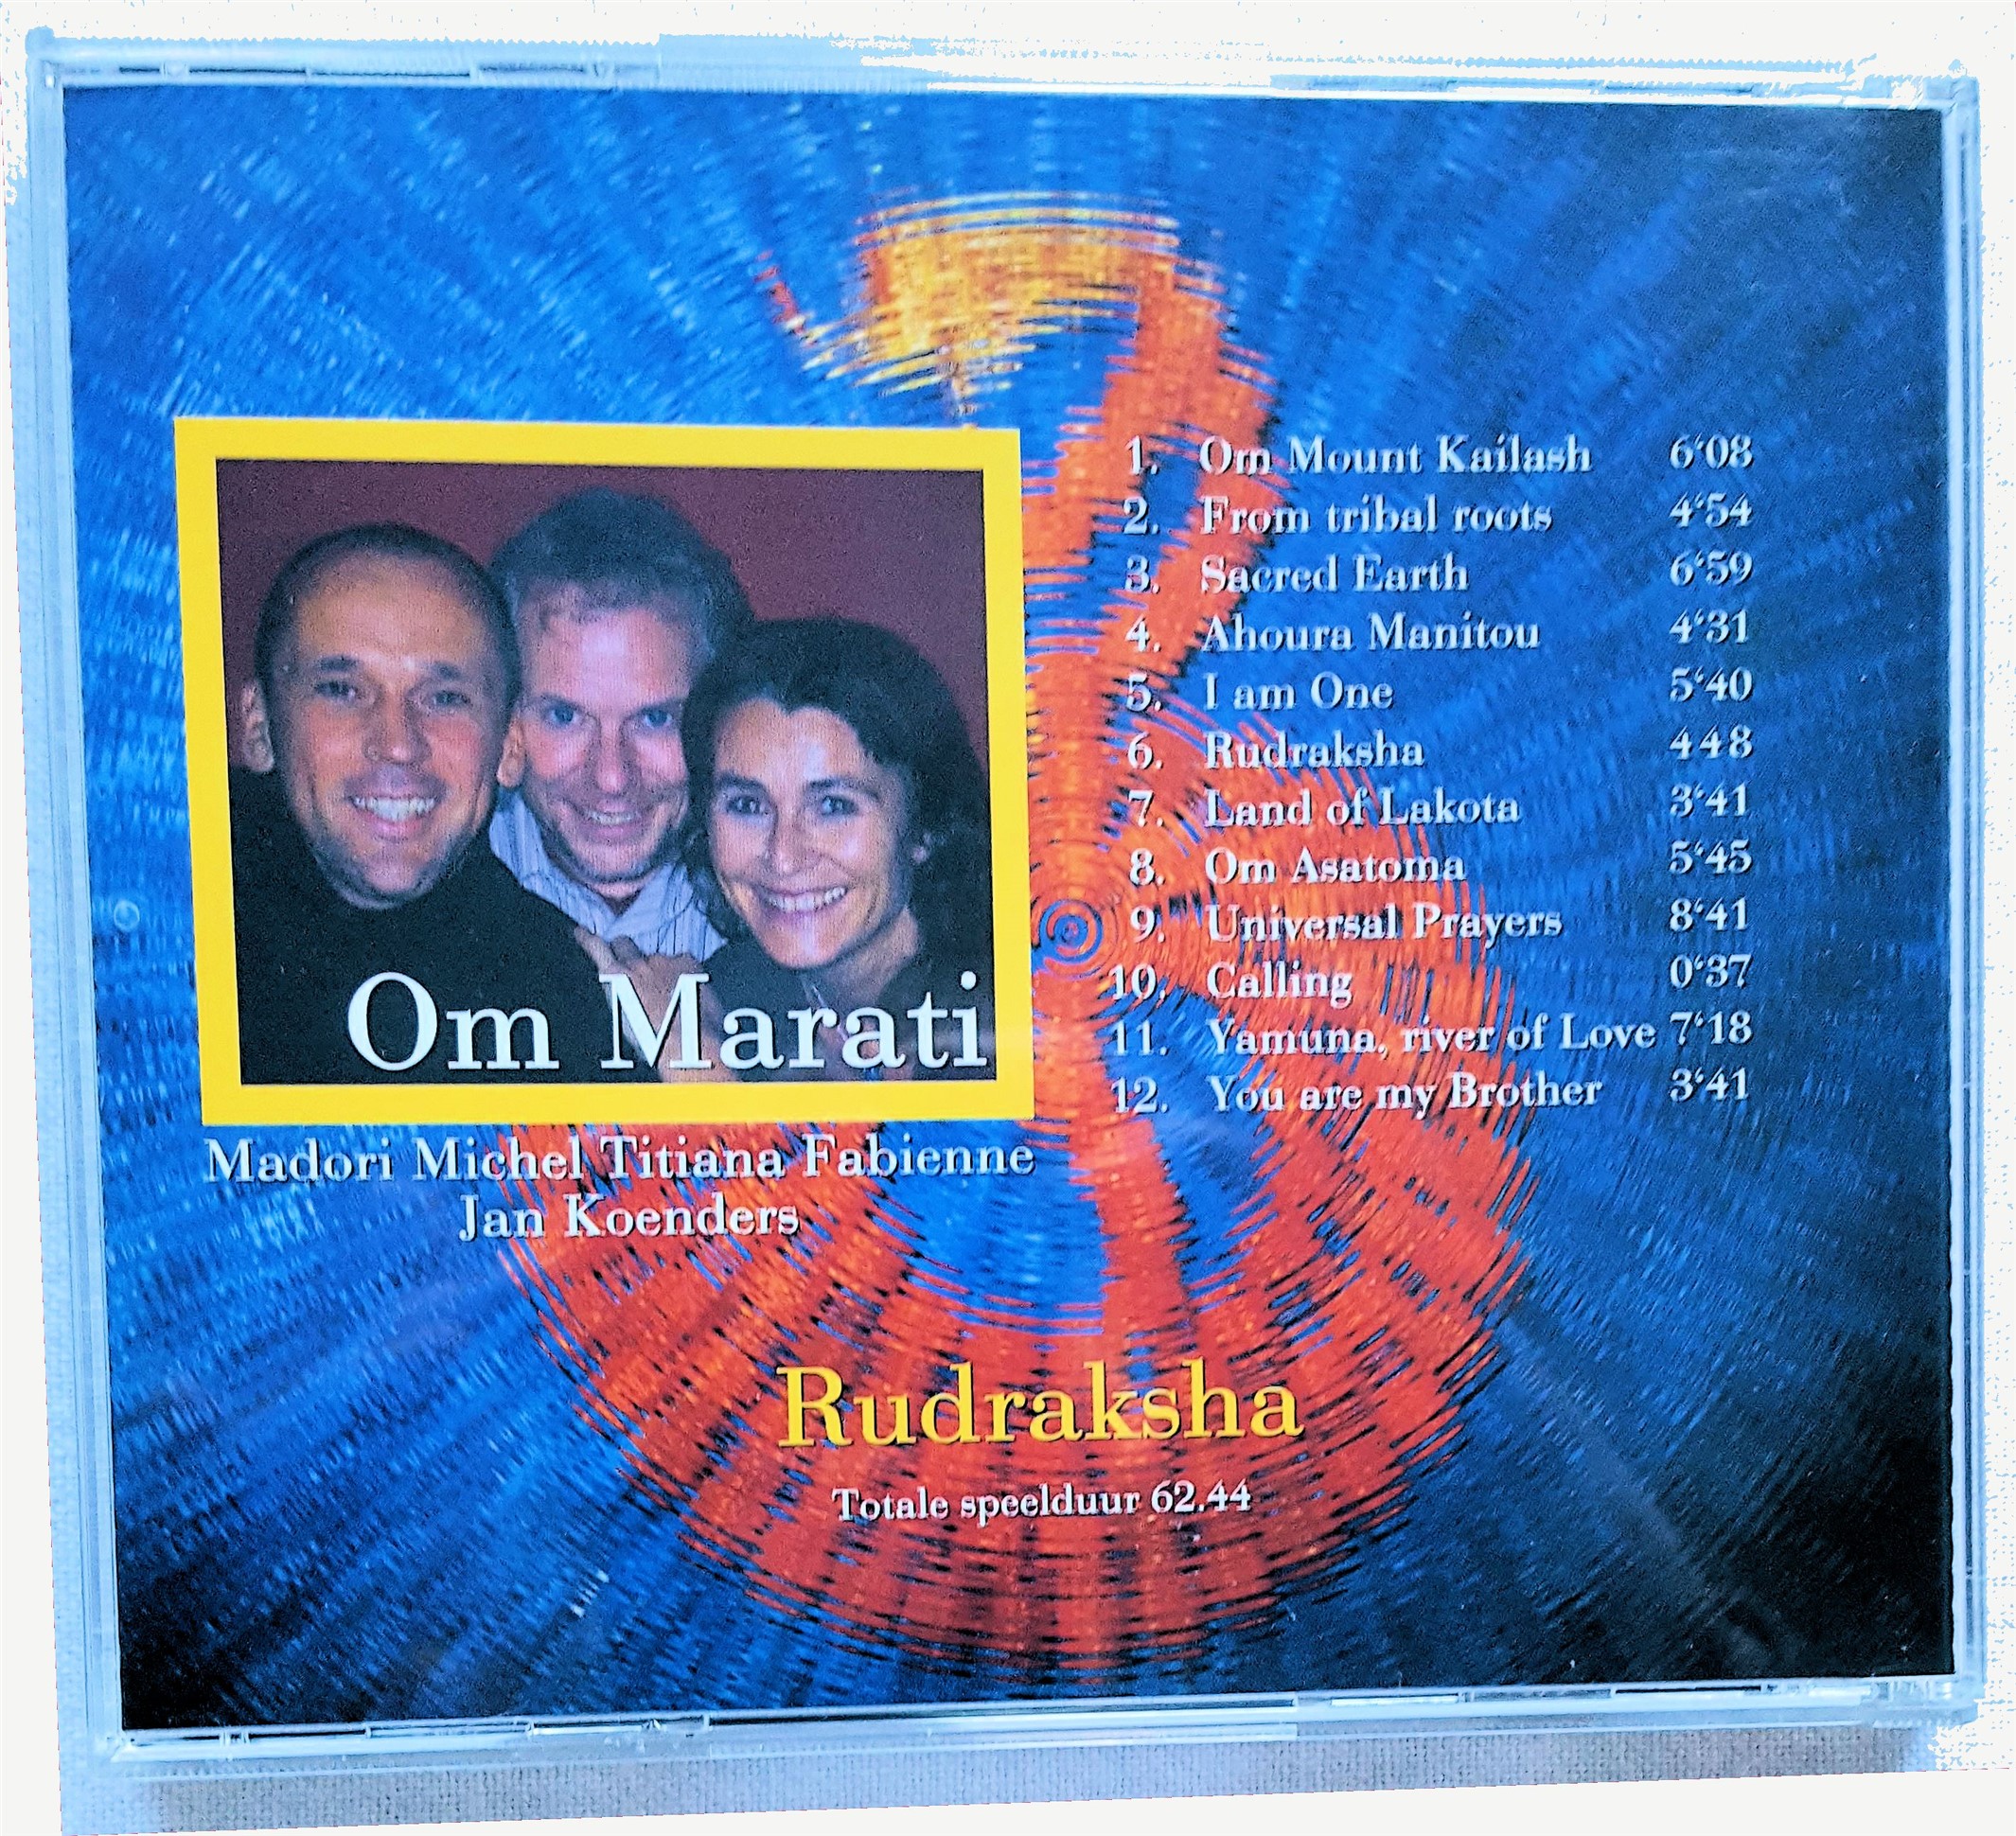 Om Marati
Madori Michel Titiana Fabienne
Jan Koenders
1. Om Mount Kailash 6‘08
2. From tribal roots 4‘54
3. Sacred Earth 6‘59
4. Ahoura Manitou 4‘31
5. I am One 5‘40
6. Rudraksha 448
7. Land of Lakota 3‘41
8. Om Asatoma 5‘45
9. Universal Prayers 8‘41
10. Calling 0‘37
11. Yamuna, river of Love 7‘18
12. You are my Brother 3‘41
Rudraksha
Totale speelduur 62.44